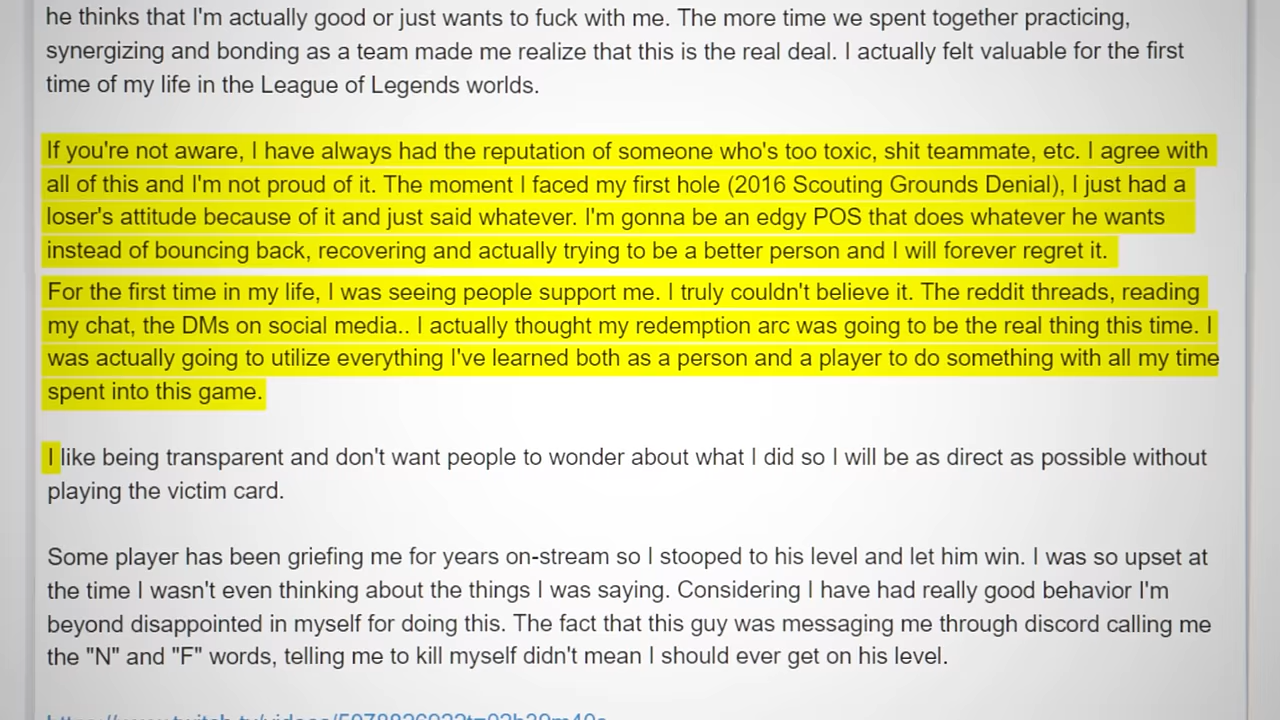 he thinks that I'm actually good or just wants to fuck with me. The more time we spent together practicing,
synergizing and bonding as a team made me realize that this is the real deal. I actually felt valuable for the first
time of my life in the League of Legends worlds.
If you're not aware, I have always had the reputation of someone who's too toxic, shit teammate, etc. I agree with
all of this and I'm not proud of it. The moment I faced my first hole (2016 Scouting Grounds Denial), I just had a
loser's attitude because of it and just said whatever. I'm gonna be an edgy POS that does whatever he wants
instead of bouncing back, recovering and actually trying to be a better person and I will forever regret it.
For the first time in my life, I was seeing people support me. I truly couldn't believe it. The reddit threads, reading
my chat, the DMs on social media.. I actually thought my redemption arc was going to be the real thing this time. I
was actually going to utilize everything I've learned both as a person and a player to do something with all my time
spent into this game.
I like being transparent and don't want people to wonder about what I did so I will be as direct as possible without
playing the victim card.
Some player has been griefing me for years on-stream so I stooped to his level and let him win. I was so upset at
the time I wasn't even thinking about the things I was saying. Considering I have had really good behavior I'm
beyond disappointed in myself for doing this. The fact that this guy was messaging me through discord calling me
the "N" and "F" words, telling me to kill myself didn't mean I should ever get on his level.